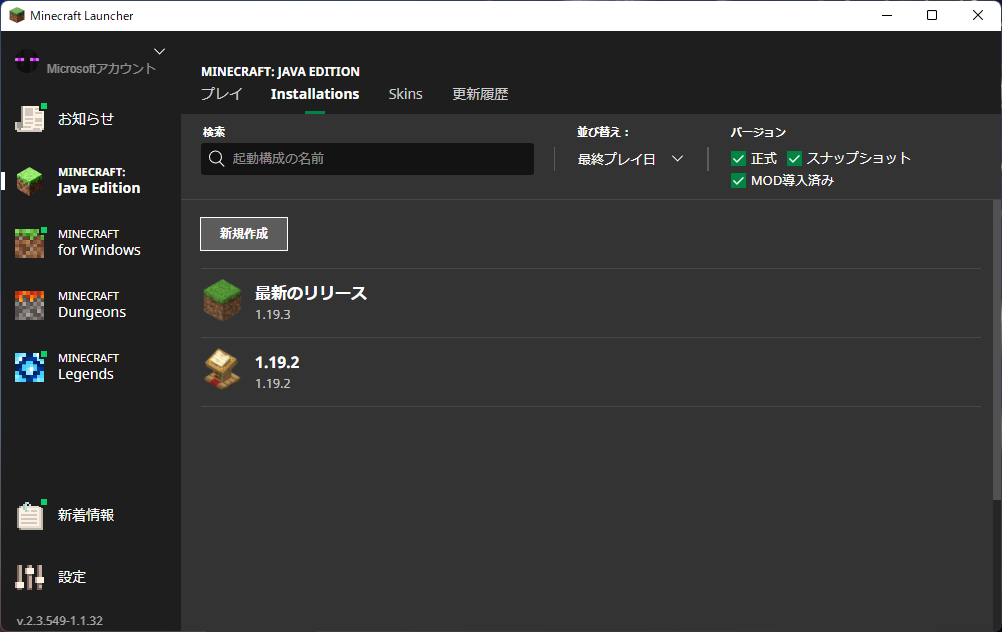 Minecraft Launcher
Microsoftアカウント
お知らせ
MINECRAFT:
Java Edition
MINECRAFT
for Windows
MINECRAFT
Dungeons
MINECRAFT
Legends
新着情報
設定
v.2.3.549-1.1.32
MINECRAFT: JAVA EDITION
プレイ Installations Skins 更新履歴
検索
起動構成の名前
並び替え：
最終プレイ日
バージョン
正式 スナップショット
MOD導入済み
新規作成
最新のリリース
1.19.3
1.19.2
1.19.2